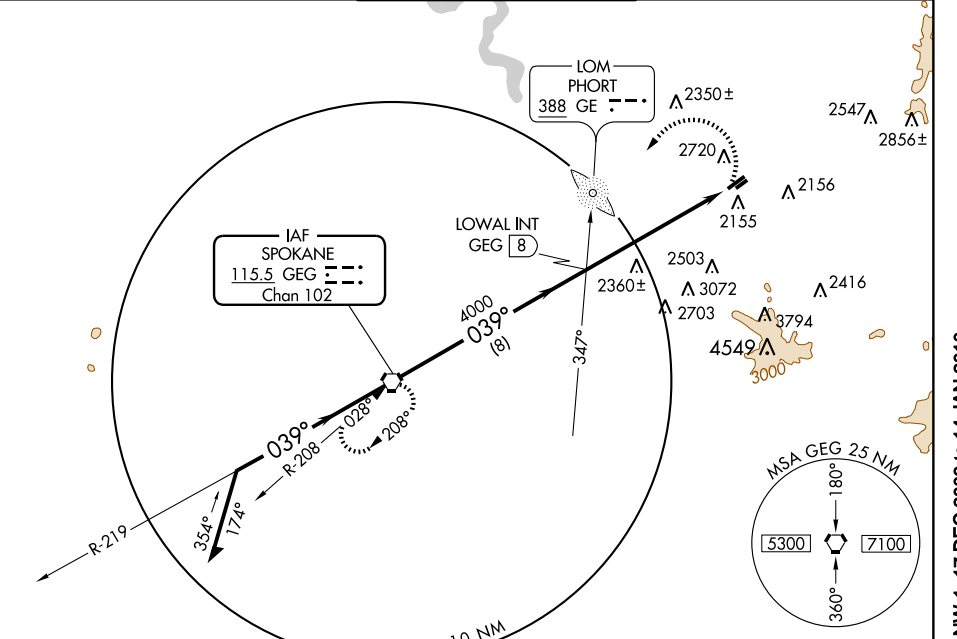 LOM
PHORT
388 GE
2350±
2547
2856±
2720
2156
2155
LOWAL INT
GEG 8
IAF
SPOKANE
115.5 GEG
Chan 102
2503
2360±
3072
2416
2703
3794
4549
3000
4000
039°
(8)
347°
028°
208°
039°
R-208
354°
174°
R-219
10 NM
MSA GEG 25 NM
180°
5300
7100
360°